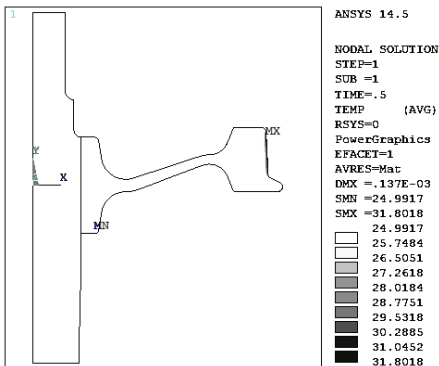 1
ANSYS 14.5
NODAL SOLUTION
STEP=1
SUB =1
TIME=.5
TEMP (AVG)
RSYS=0
PowerGraphics
EFACET=1
AVRES=Mat
DMX =.137E-03
SMN =24.9917
SMX =31.8018
24.9917
25.7484
26.5051
27.2618
28.0184
28.7751
29.5318
30.2885
31.0452
31.8018
MX
Y
X
MN